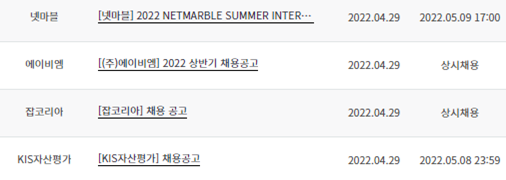 넷마블 [넷마블] 2022 NETMARBLE SUMMER INTER··· 2022.04.29 2022.05.09 17:00
에이비엠 [(주)에이비엠] 2022 상반기 채용공고 2022.04.29 상시채용
잡코리아 [잡코리아] 채용 공고 2022.04.29 상시채용
KIS자산평가 [KIS자산평가] 채용공고 2022.04.29 2022.05.08 23:59